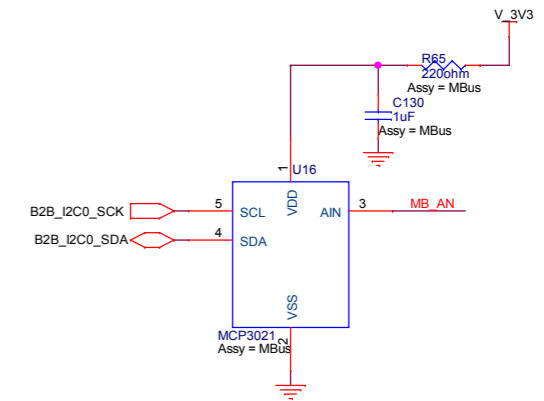 V_3V3
R65
220ohm
Assy = MBus
C130
1uF
Assy = MBus
1
U16
VDD
B2B_I2C0_SCK
5
SCL
AIN
3
MB_AN
B2B_I2C0_SDA
4
SDA
VSS
MCP3021
2
Assy = MBus